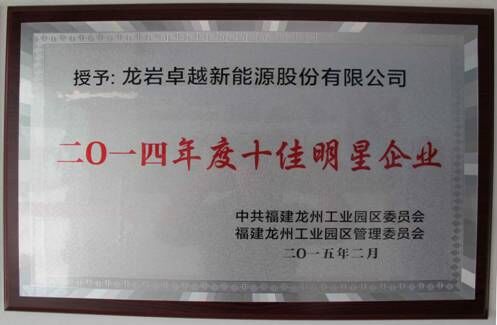 授予:龙岩卓越新能源股份有限公司
二〇一四年度十佳明星企业
中共福建龙州工业园区委员会
福建龙州工业园区管理委员会
二〇一五年二月